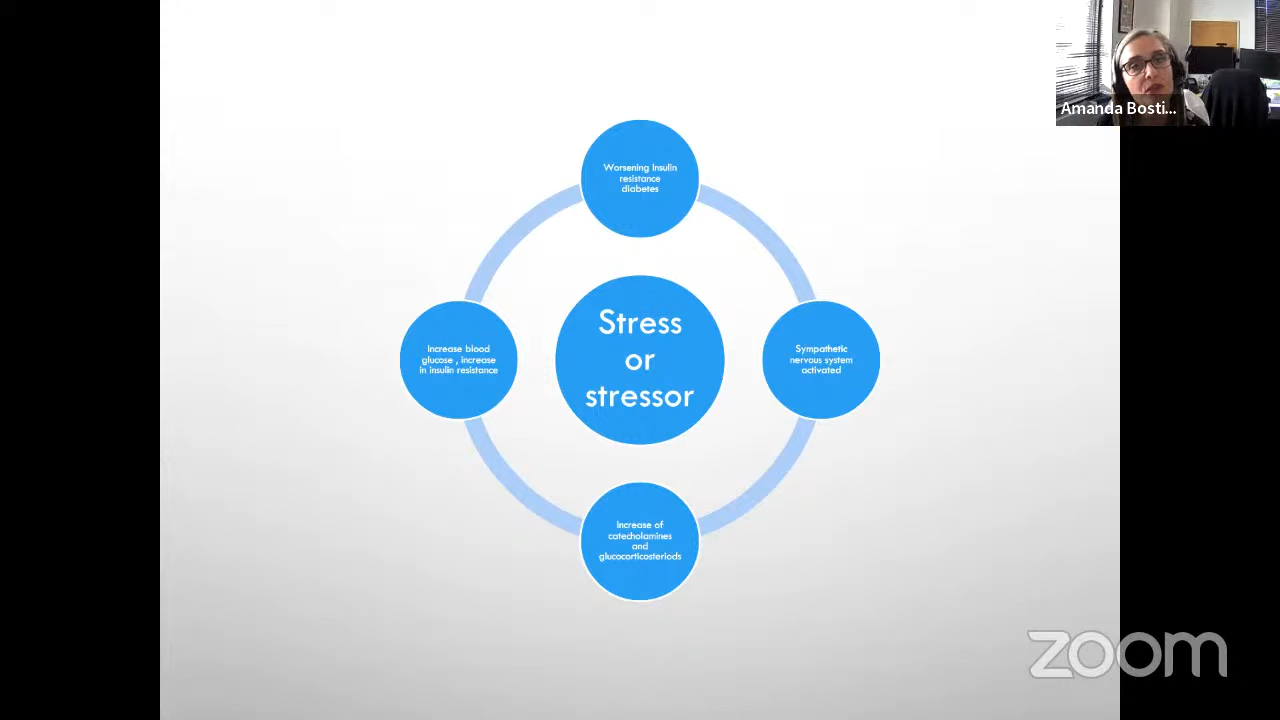 Amanda Bosti...
Worsening insulin
resistance
diabetes
Stress
or
stressor
Increase blood
glucose , increase
in insulin resistance
Sympathetic
nervous system
activated
Increase of
catecholamines
and
glucocorticosteriods
zoom